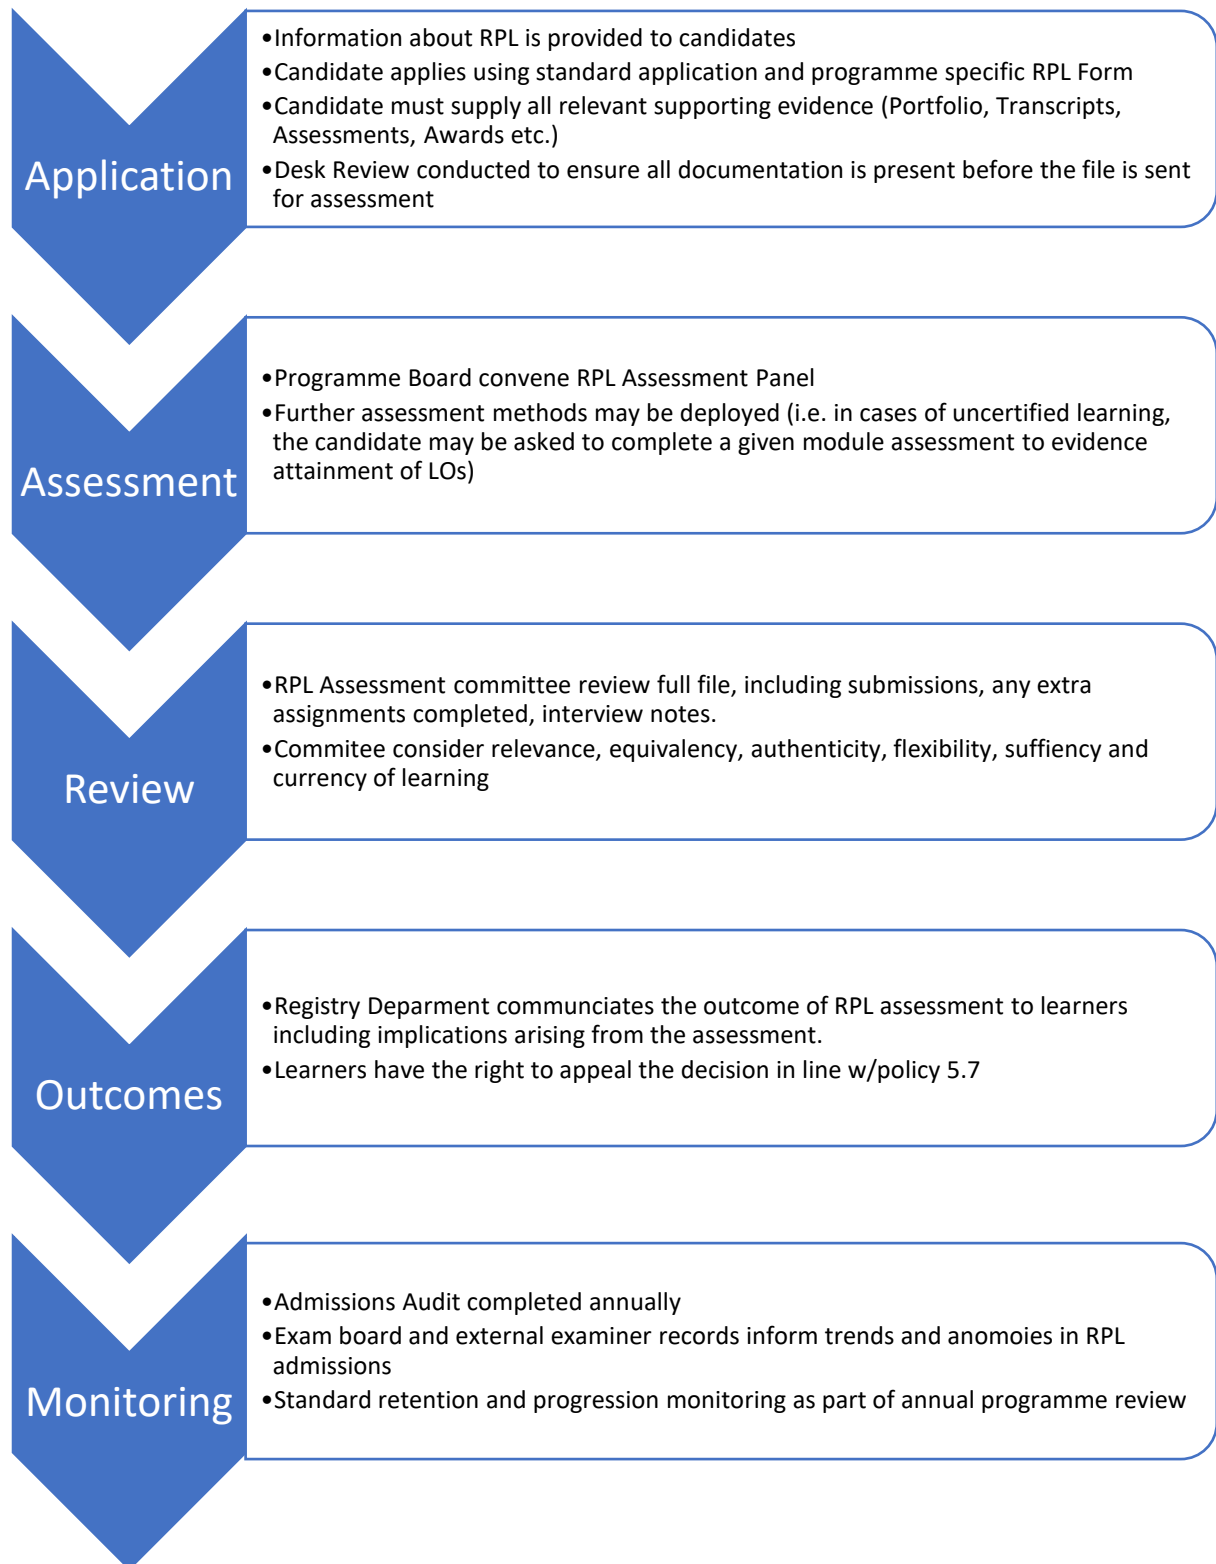 Application
•Information about RPL is provided to candidates
•Candidate applies using standard application and programme specific RPL Form
•Candidate must supply all relevant supporting evidence (Portfolio, Transcripts,
Assessments, Awards etc.)
•Desk Review conducted to ensure all documentation is present before the file is sent
for assessment
Assessment
•Programme Board convene RPL Assessment Panel
•Further assessment methods may be deployed (i.e. in cases of uncertified learning,
the candidate may be asked to complete a given module assessment to evidence
attainment of LOs)
Review
•RPL Assessment committee review full file, including submissions, any extra
assignments completed, interview notes.
•Commitee consider relevance, equivalency, authenticity, flexibility, suffiency and
currency of learning
Outcomes
•Registry Deparment communciates the outcome of RPL assessment to learners
including implications arising from the assessment.
•Learners have the right to appeal the decision in line w/policy 5.7
Monitoring
•Admissions Audit completed annually
•Exam board and external examiner records inform trends and anomoies in RPL
admissions
•Standard retention and progression monitoring as part of annual programme review